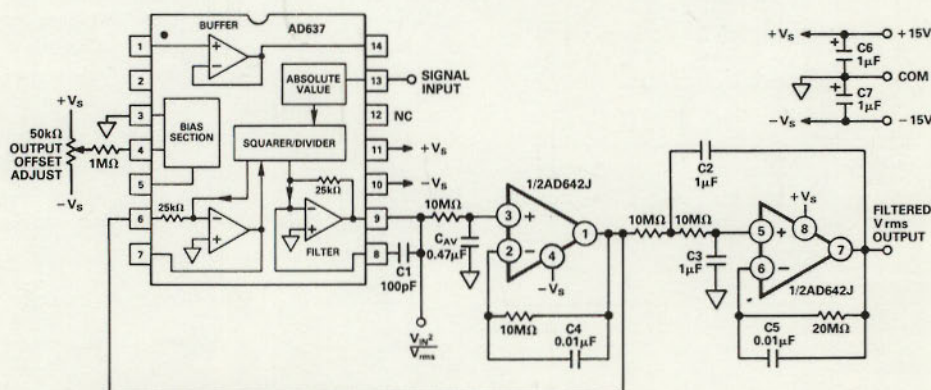 BUFFER
AD637
1
14
2
ABSOLUTE
VALUE
13
SIGNAL
INPUT
+VS
3
12
NC
50kΩ
OUTPUT
OFFSET
ADJUST
1MΩ
4
BIAS
SECTION
SQUARER/DIVIDER
11
+VS
-VS
5
25kΩ
10
-VS
6
25kΩ
9
FILTER
7
8
C1
100pF
VIN²
Vrms
10MΩ
CAV
0.47μF
1/2AD642J
3
+
2
-
1
4
-VS
10MΩ
C4
0.01μF
10MΩ
10MΩ
C2
1μF
C3
1μF
+VS
5
+
8
6
-
7
1/2AD642J
FILTERED
V rms
OUTPUT
20MΩ
C5
0.01μF
+VS
+15V
+
C6
1μF
COM
+
C7
1μF
-VS
-15V